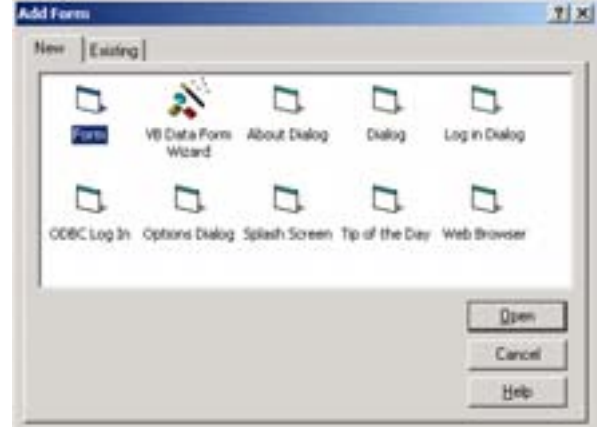 Add Form
New Existing
Form VB Data Form Wizard About Dialog Dialog Log in Dialog
ODBC Log In Options Dialog Splash Screen Tip of the Day Web Browser
Open
Cancel
Help